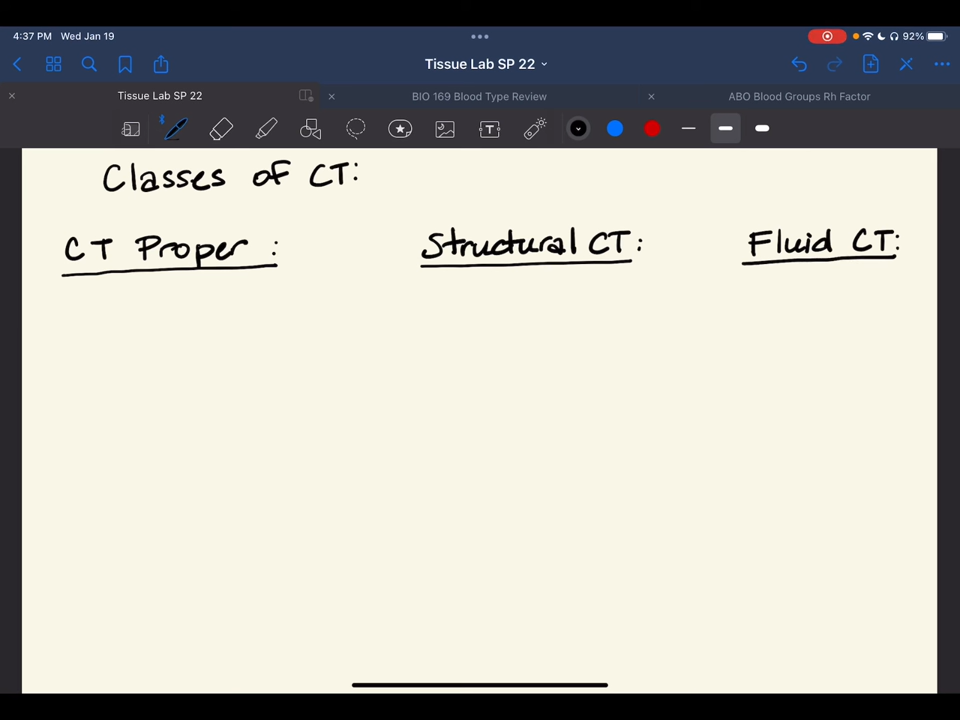 4:37 PM Wed Jan 19
92%
Tissue Lab SP 22
Tissue Lab SP 22
BIO 169 Blood Type Review
ABO Blood Groups Rh Factor
T
Classes of CT:
CT Proper :
Structural CT:
Fluid CT: